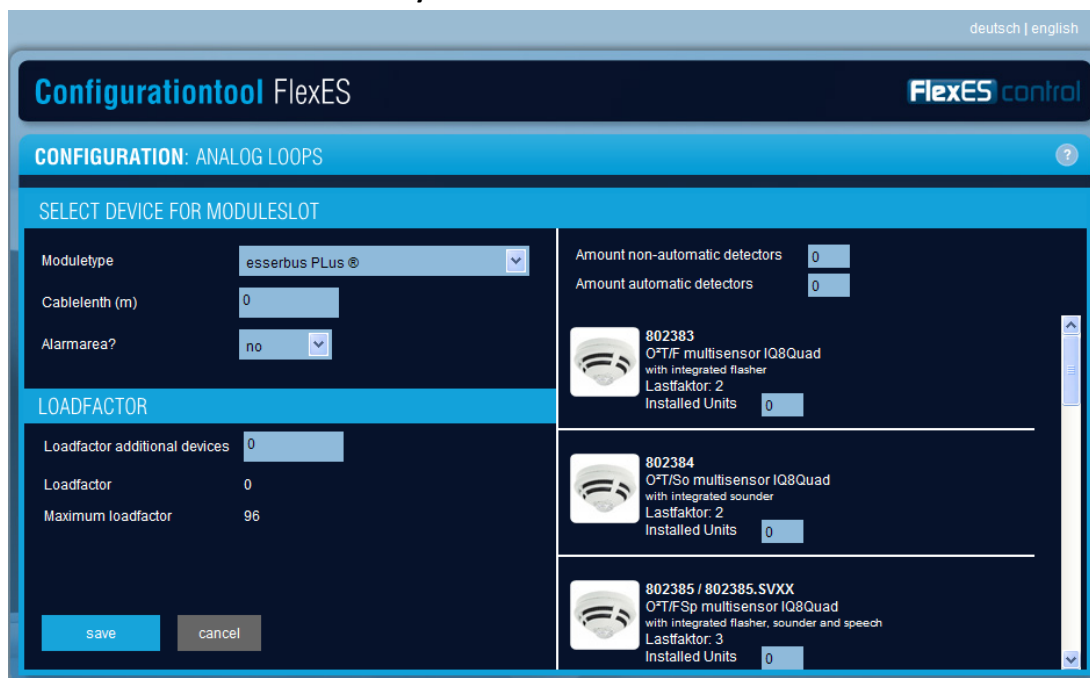 deutsch | english
Configurationtool FlexES
FlexES control
CONFIGURATION: ANALOG LOOPS
?
SELECT DEVICE FOR MODULESLOT
Moduletype
esserbus PLus ®
Cablelenth (m)
0
Alarmarea?
no
LOADFACTOR
Loadfactor additional devices
0
Loadfactor
0
Maximum loadfactor
96
save
cancel
Amount non-automatic detectors
0
Amount automatic detectors
0
802383
O²T/F multisensor IQ8Quad
with integrated flasher
Lastfaktor: 2
Installed Units
0
802384
O²T/So multisensor IQ8Quad
with integrated sounder
Lastfaktor: 2
Installed Units
0
802385 / 802385.SVXX
O²T/FSp multisensor IQ8Quad
with integrated flasher, sounder and speech
Lastfaktor: 3
Installed Units
0